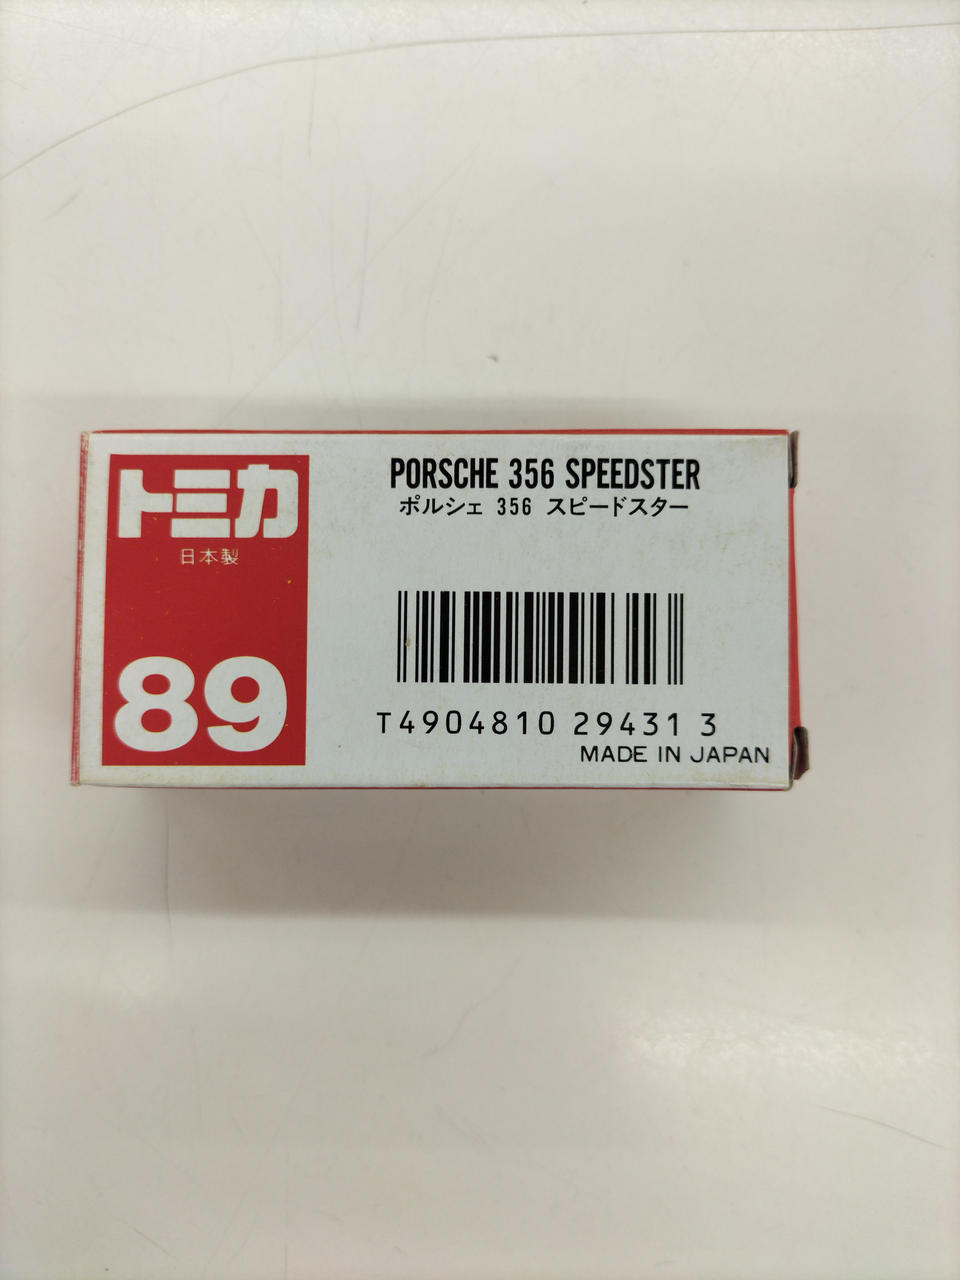 トミカ
日本製
89
PORSCHE 356 SPEEDSTER
ポルシェ 356 スピードスター
T4904810 29431 3
MADE IN JAPAN